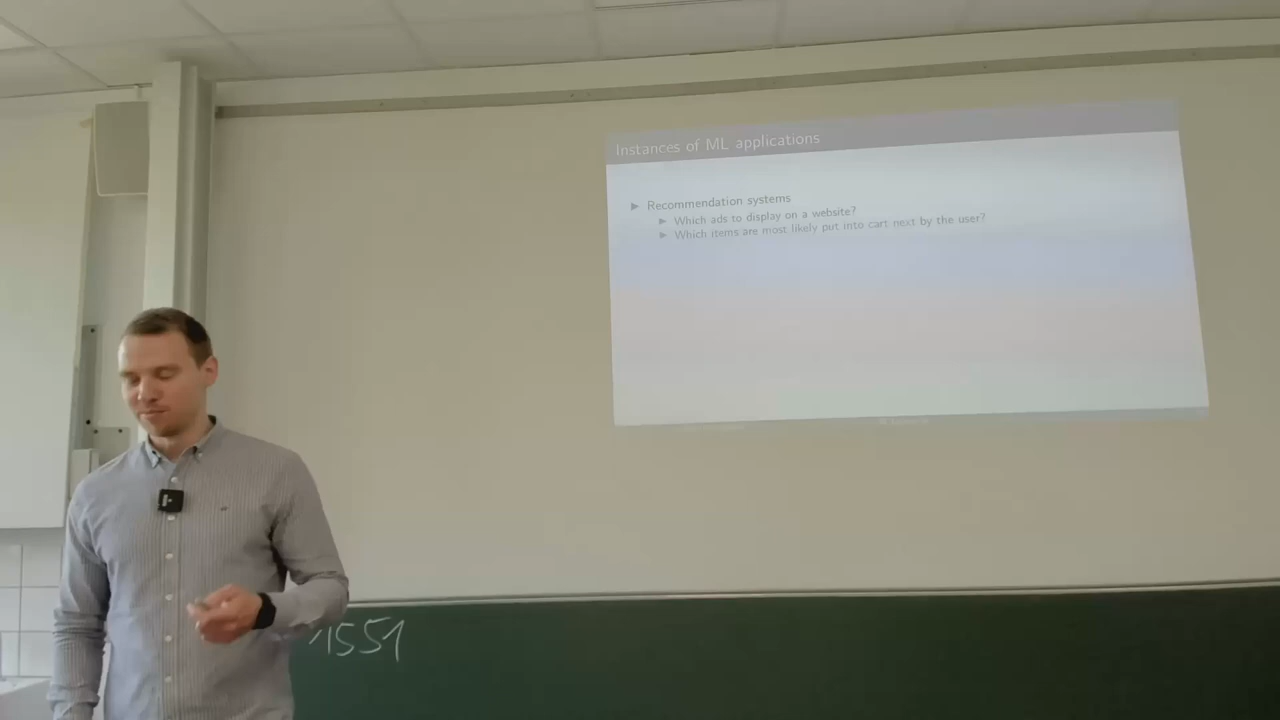 Instances of ML applications
Recommendation systems
Which ads to display on a website?
Which items are most likely put into cart next by the user?
1551